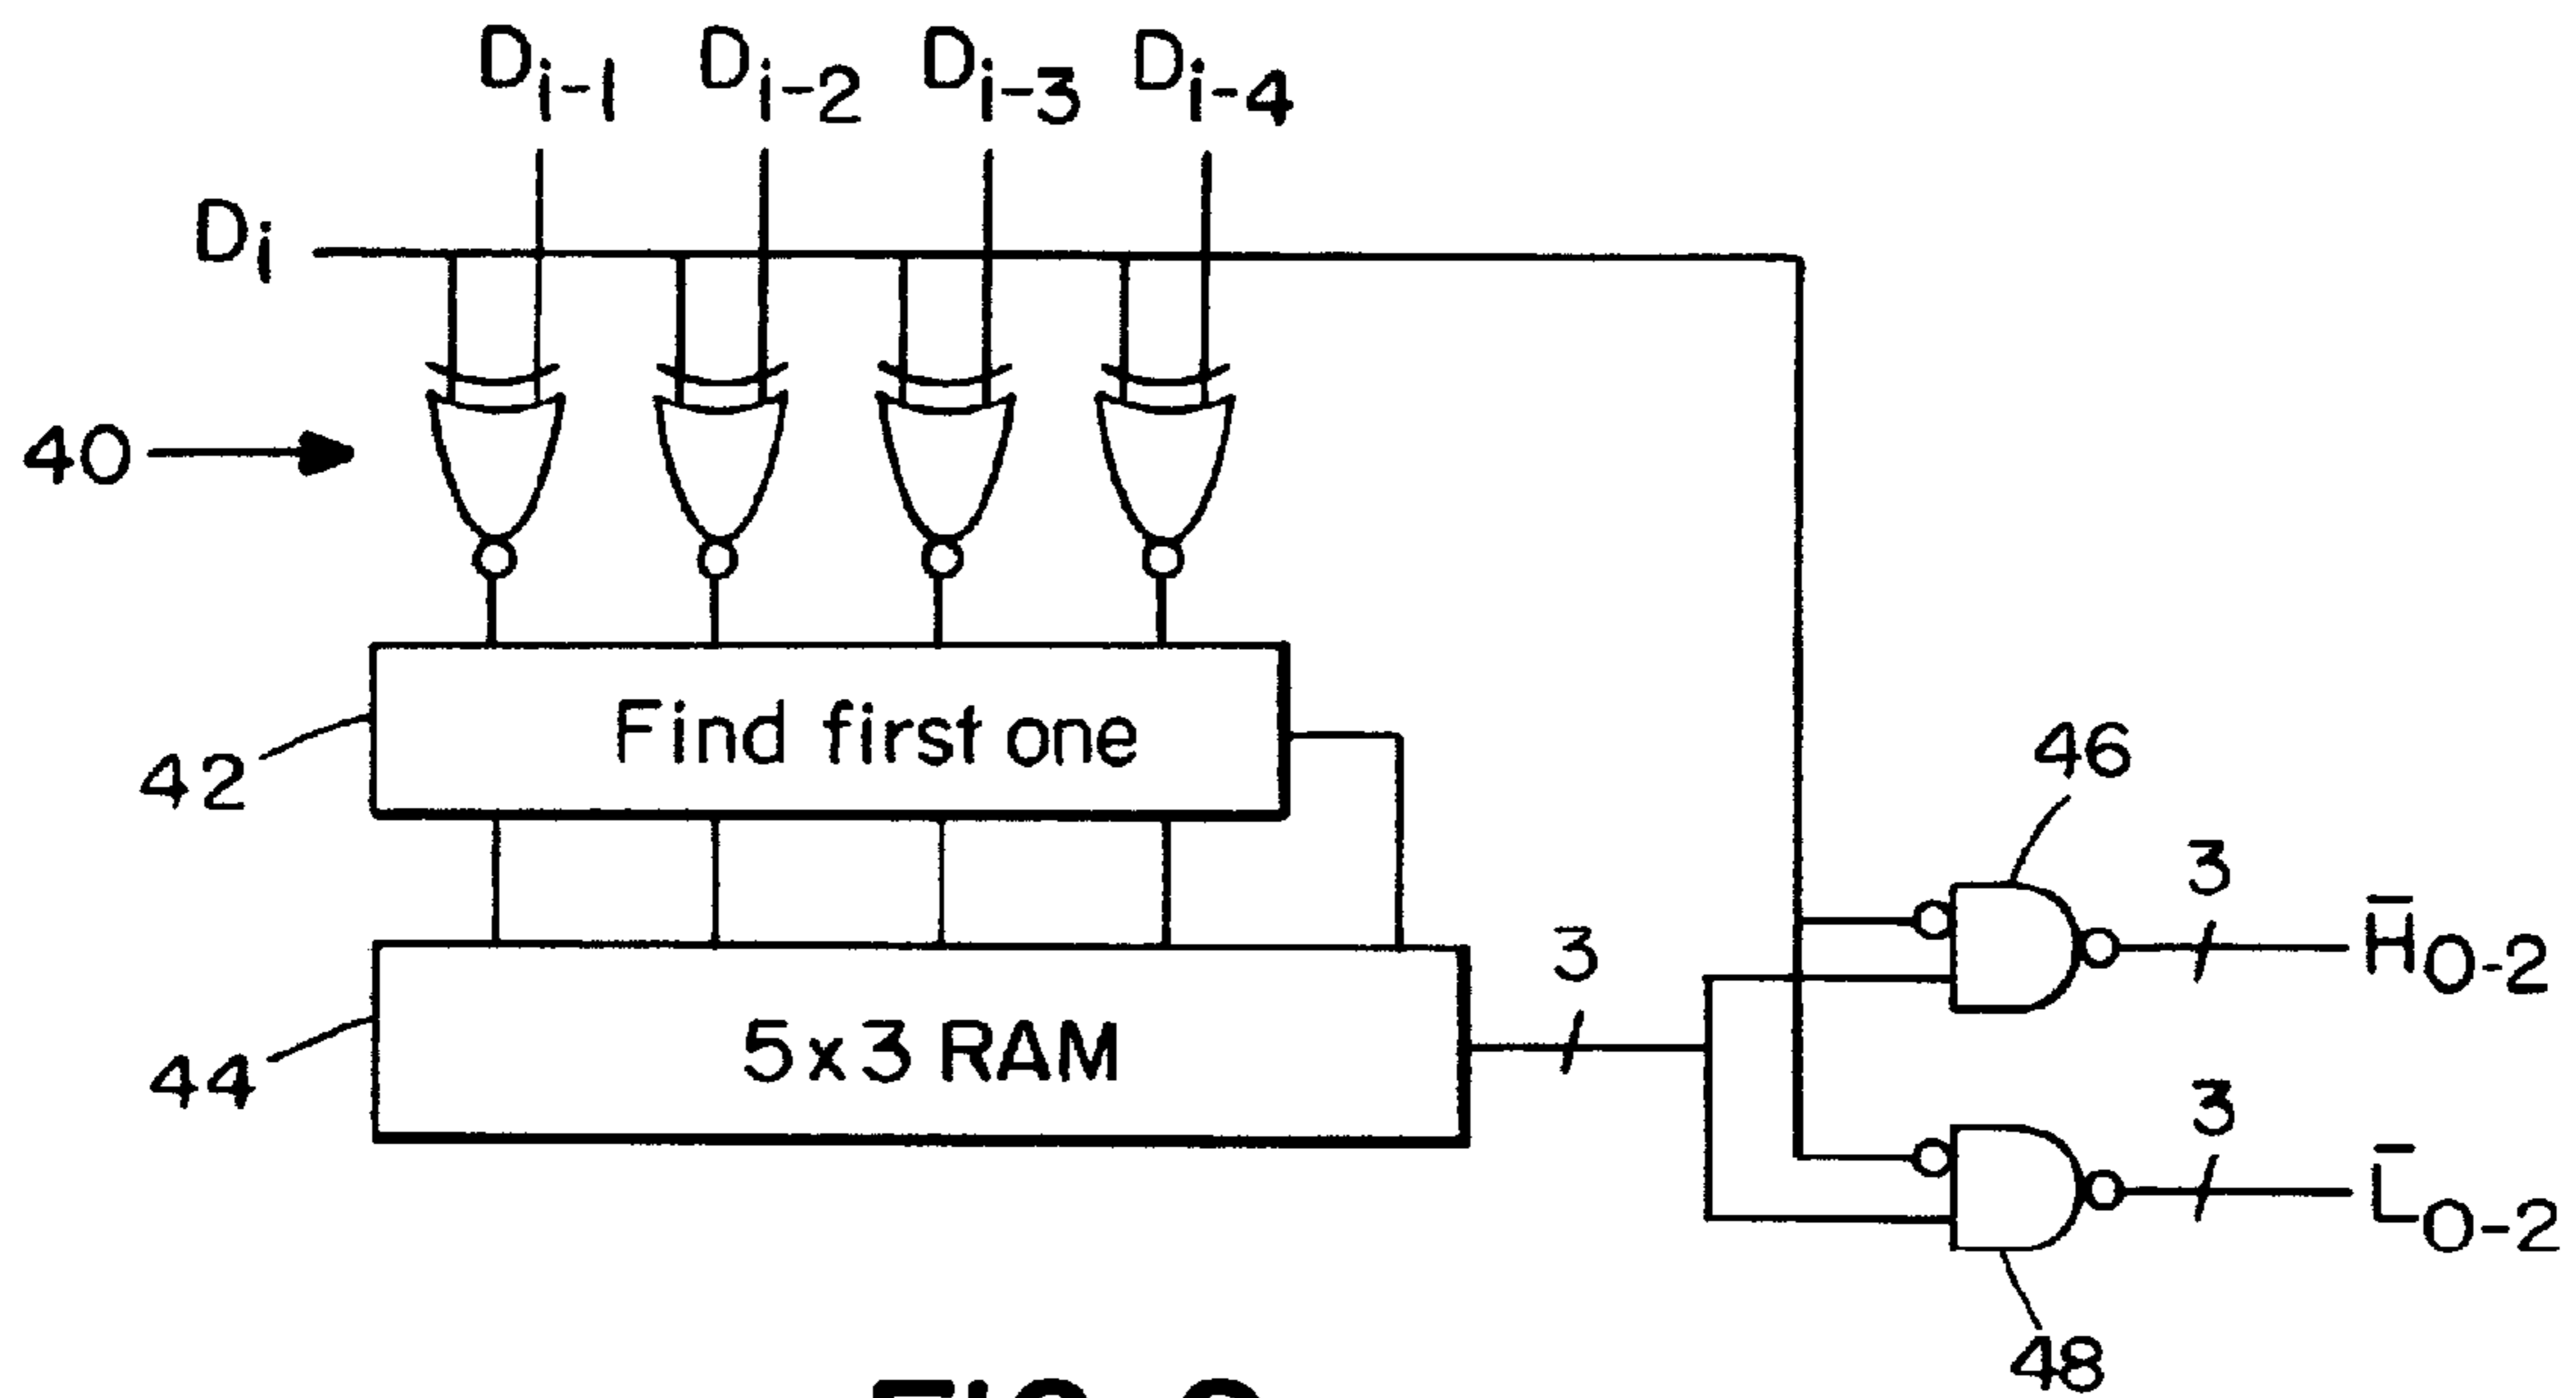 Di-1 Di-2 Di-3 Di-4
Di
40
Find first one
42
46
3
H̅0-2
3
5x3 RAM
44
3
L̅0-2
48